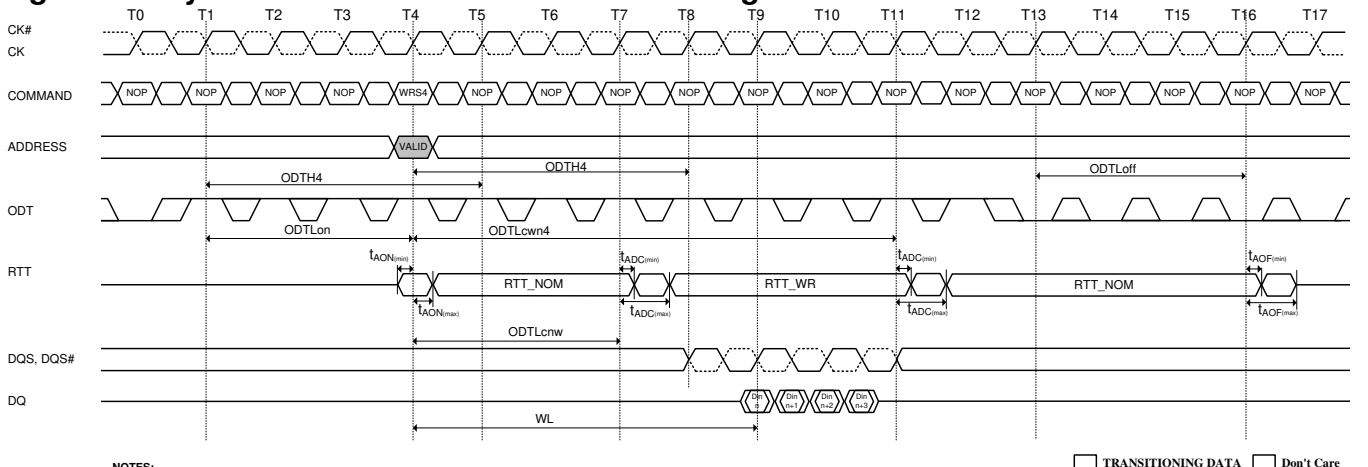 T0 T1 T2 T3 T4 T5 T6 T7 T8 T9 T10 T11 T12 T13 T14 T15 T16 T17
CK#
CK
COMMAND NOP NOP NOP NOP WRS4 NOP NOP NOP NOP NOP NOP NOP NOP NOP NOP NOP NOP NOP
ADDRESS VALID
ODTH4 ODTH4 ODTLoff
ODT
ODTLon ODTLcwn4
tAON(min) tADC(min) tADC(min) tAOF(min)
RTT RTT_NOM RTT_WR RTT_NOM
tAON(max) tADC(max) tADC(max) tAOF(max)
ODTLcnw
DQS, DQS#
DQ Din n Din n+1 Din n+2 Din n+3
WL
NOTES:
TRANSITIONING DATA Don't Care